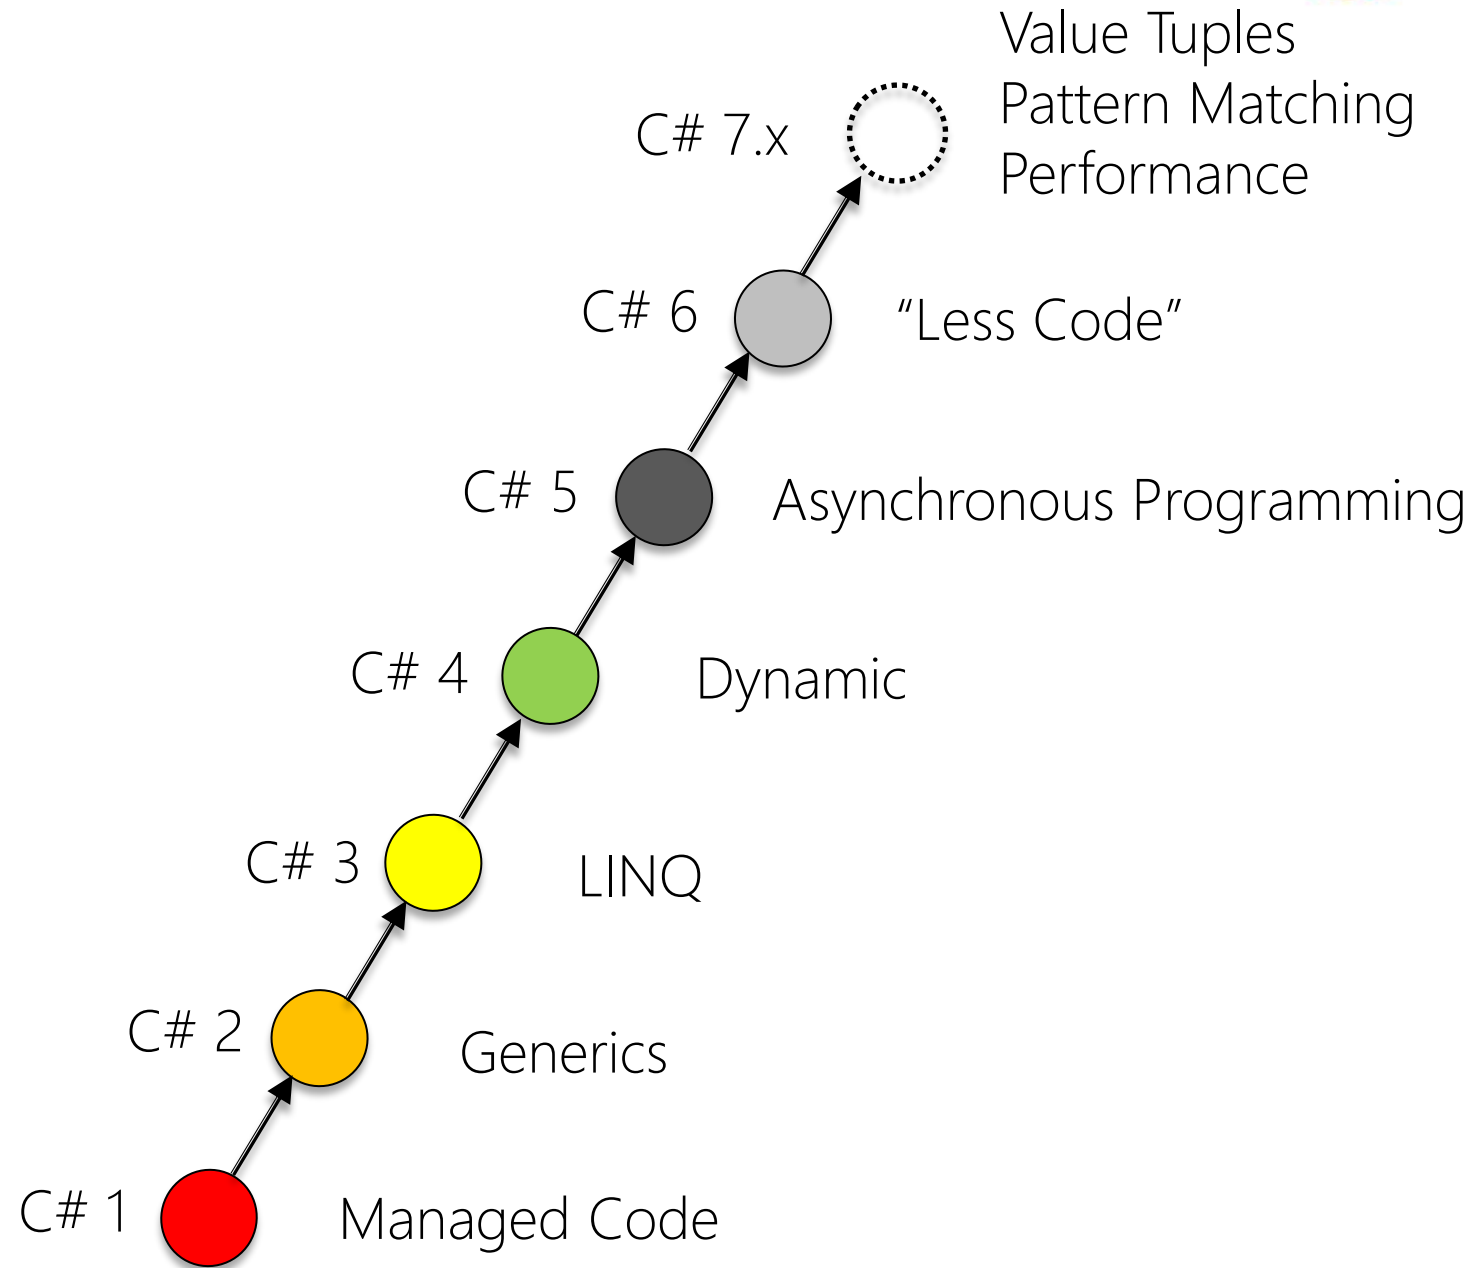 Value Tuples
C# 7.x
Pattern Matching
Performance
C# 6
“Less Code”
C# 5
Asynchronous Programming
C# 4
Dynamic
C# 3
LINQ
C# 2
Generics
C# 1
Managed Code